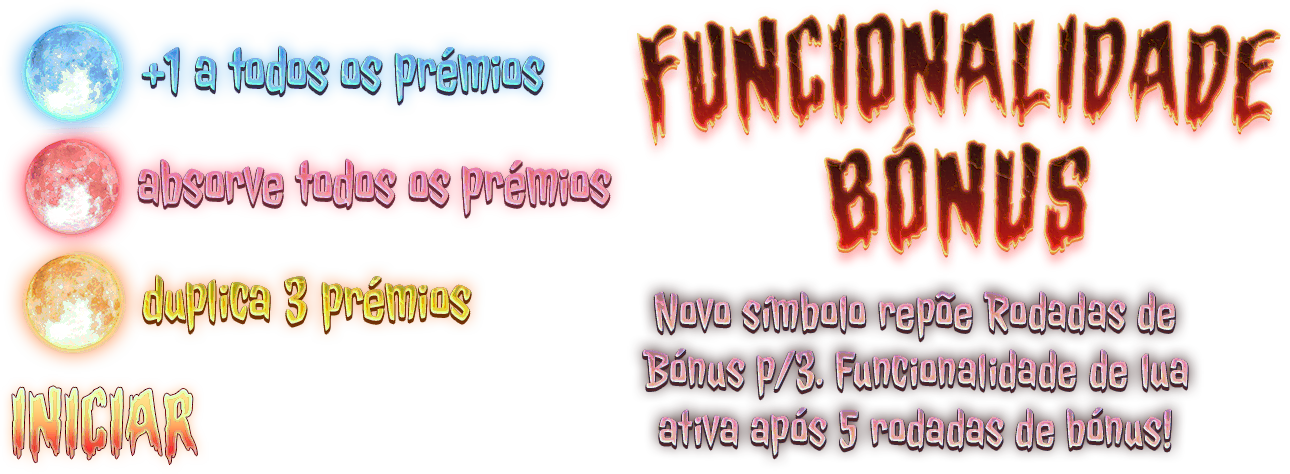 +1 a todos os prémios
absorve todos os prémios
duplica 3 prémios
INICIAR
FUNCIONALIDADE
BÓNUS
Novo símbolo repõe Rodadas de
Bónus p/3. Funcionalidade de lua
ativa após 5 rodadas de bónus!